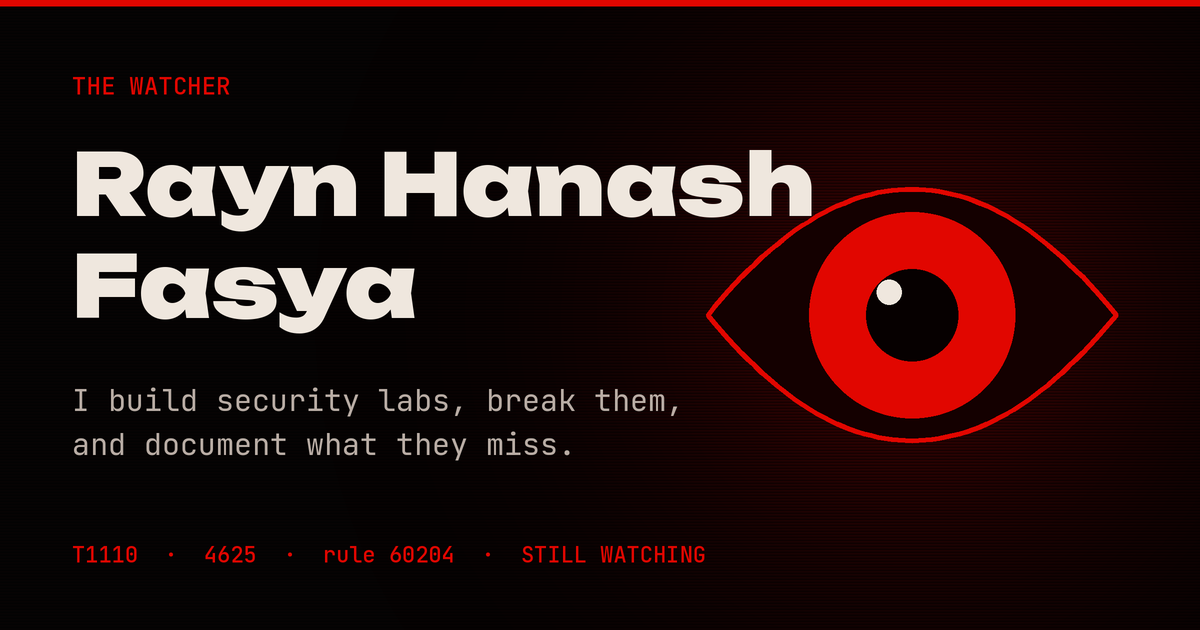 THE WATCHER
Rayn Hanash
Fasya
I build security labs, break them,
and document what they miss.
T1110 · 4625 · rule 60204 · STILL WATCHING